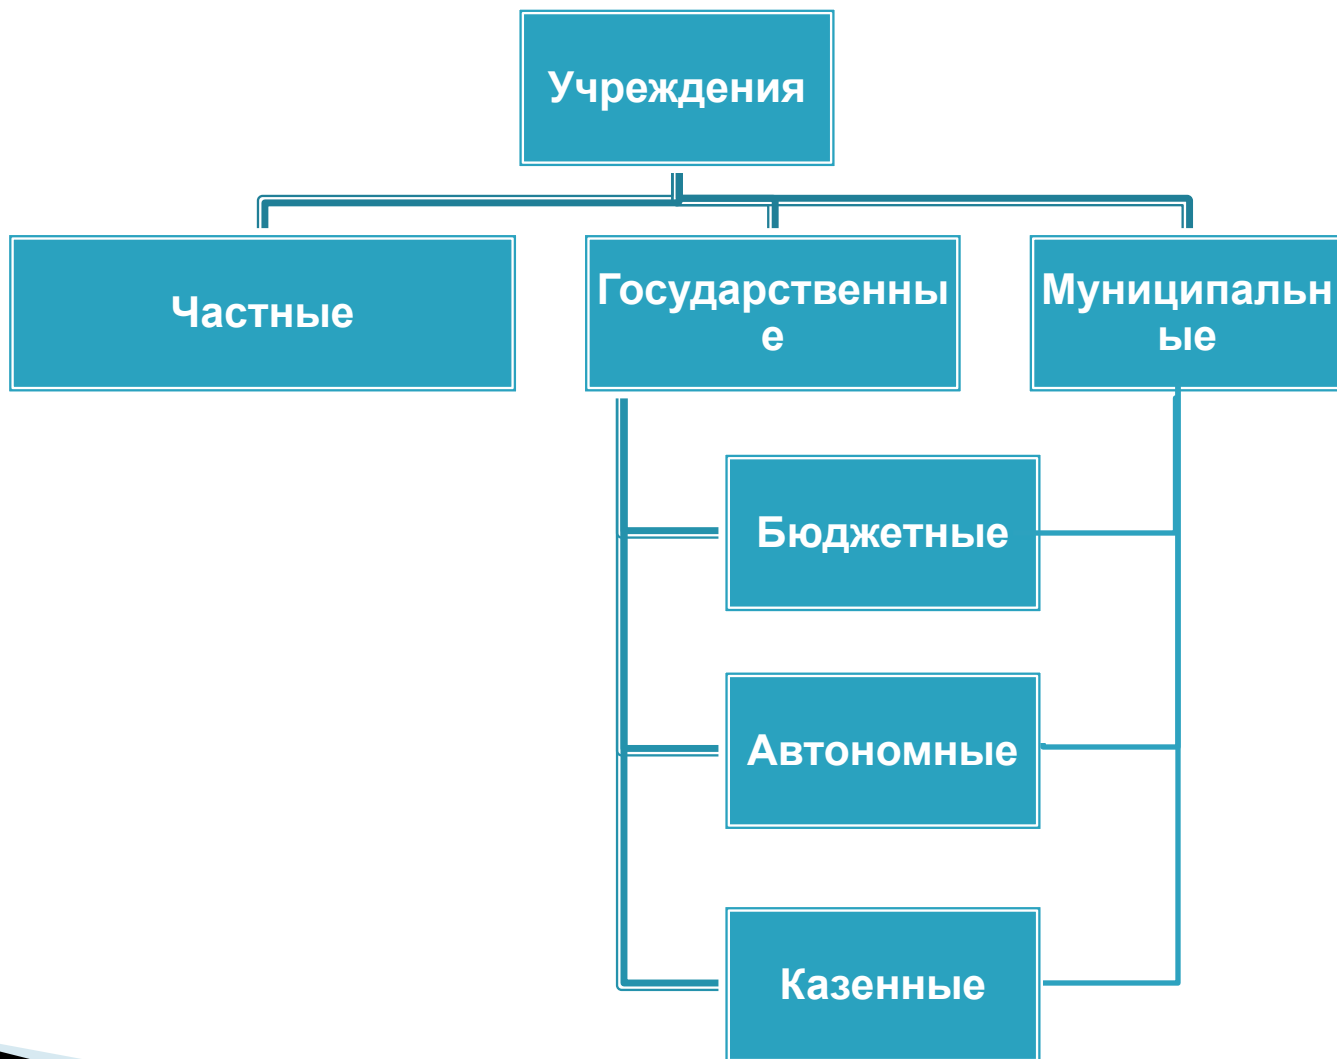 Учреждения
Частные
Государственны
е
Муниципальн
ые
Бюджетные
Автономные
Казенные